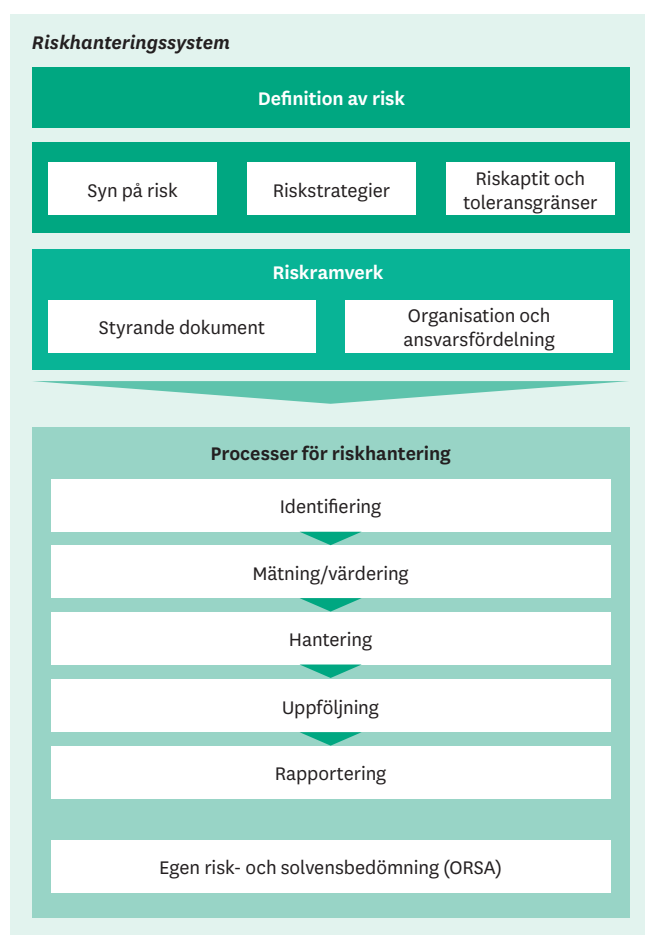 Riskhanteringssystem
Definition av risk
Syn på risk
Riskstrategier
Riskaptit och
toleransgränser
Riskramverk
Styrande dokument
Organisation och
ansvarsfördelning
Processer för riskhantering
Identifiering
Mätning/värdering
Hantering
Uppföljning
Rapportering
Egen risk- och solvensbedömning (ORSA)